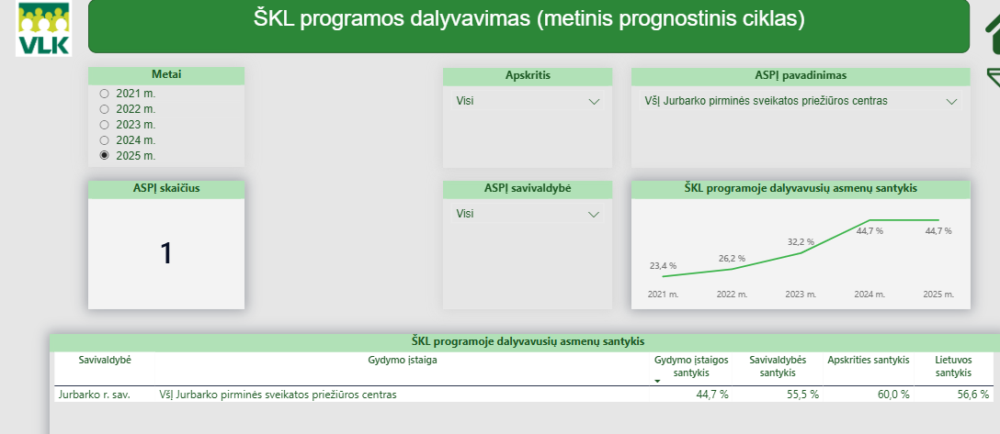 VLK
ŠKL programos dalyvavimas (metinis prognostinis ciklas)
Metai
2021 m.
2022 m.
2023 m.
2024 m.
2025 m.
Apskritis
Visi
ASPĮ pavadinimas
VšĮ Jurbarko pirminės sveikatos priežiūros centras
ASPĮ skaičius
1
ASPĮ savivaldybė
Visi
ŠKL programoje dalyvavusių asmenų santykis
23,4 %
26,2 %
32,2 %
44,7 %
44,7 %
2021 m.
2022 m.
2023 m.
2024 m.
2025 m.
ŠKL programoje dalyvavusių asmenų santykis
Savivaldybė Gydymo įstaiga Gydymo įstaigos Savivaldybės Apskrities santykis Lietuvos
santykis santykis santykis
Jurbarko r. sav. VšĮ Jurbarko pirminės sveikatos priežiūros centras 44,7 % 55,5 % 60,0 % 56,6 %